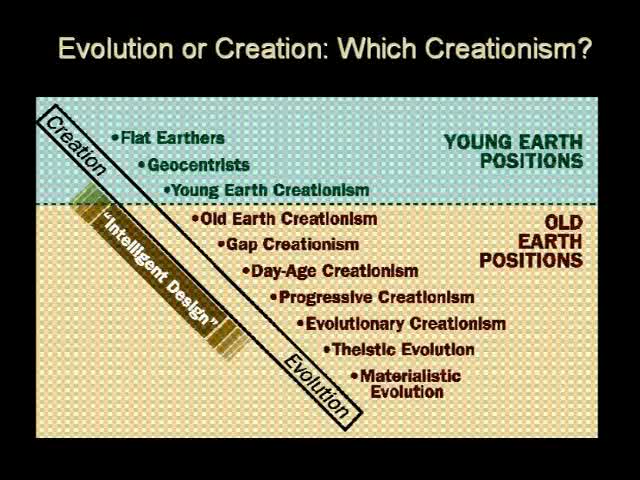 Evolution or Creation: Which Creationism?
Creation
•Flat Earthers
•Geocentrists
•Young Earth Creationism
YOUNG EARTH
POSITIONS
•Old Earth Creationism
•Gap Creationism
•Day-Age Creationism
•Progressive Creationism
•Evolutionary Creationism
•Theistic Evolution
•Materialistic
Evolution
OLD
EARTH
POSITIONS
"Intelligent Design"
Evolution